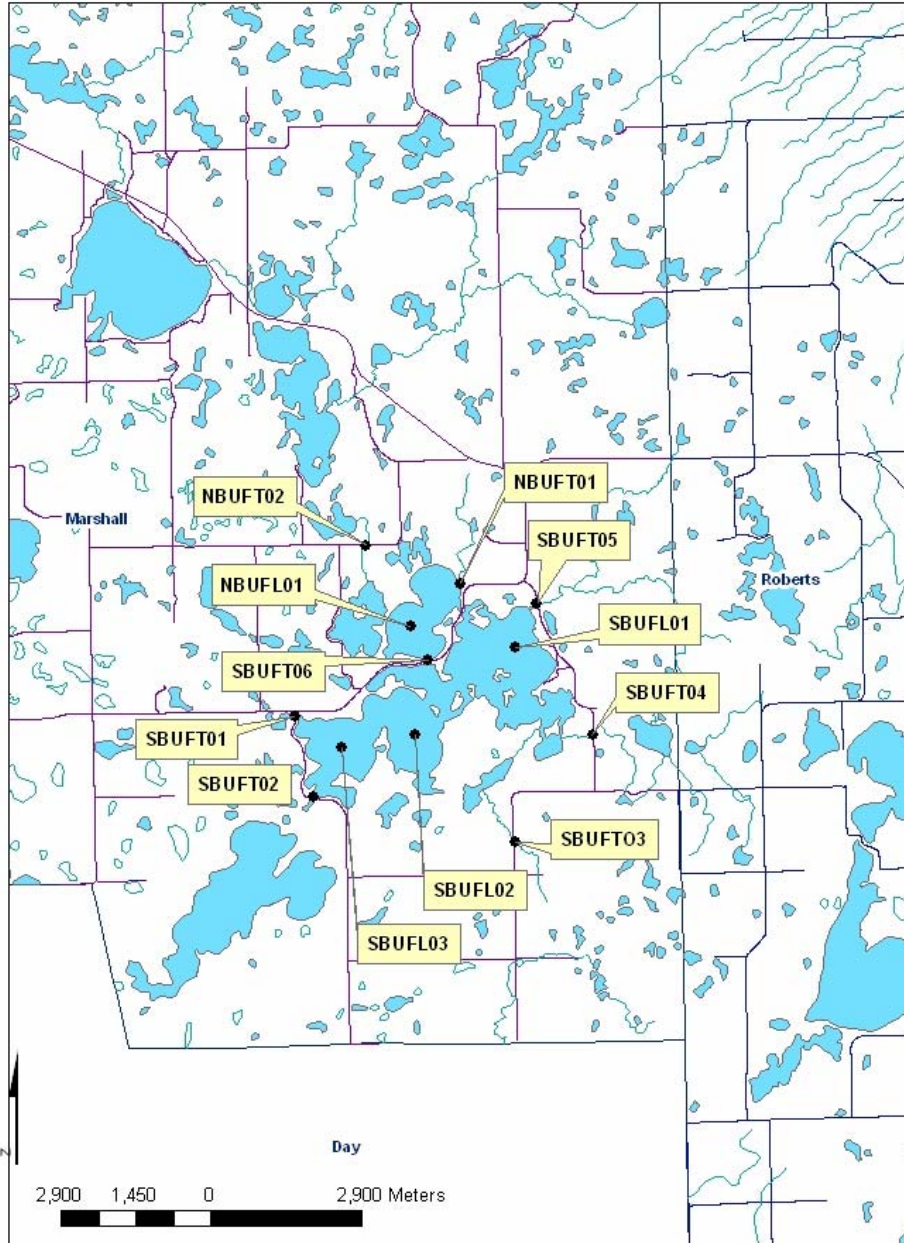 NBUFT01
NBUFT02
Marshall
SBUFT05
NBUFL01
Roberts
SBUFL01
SBUFT06
SBUFT04
SBUFT01
SBUFT02
SBUFTO3
SBUFL02
SBUFL03
N
Day
2,900 1,450 0 2,900 Meters